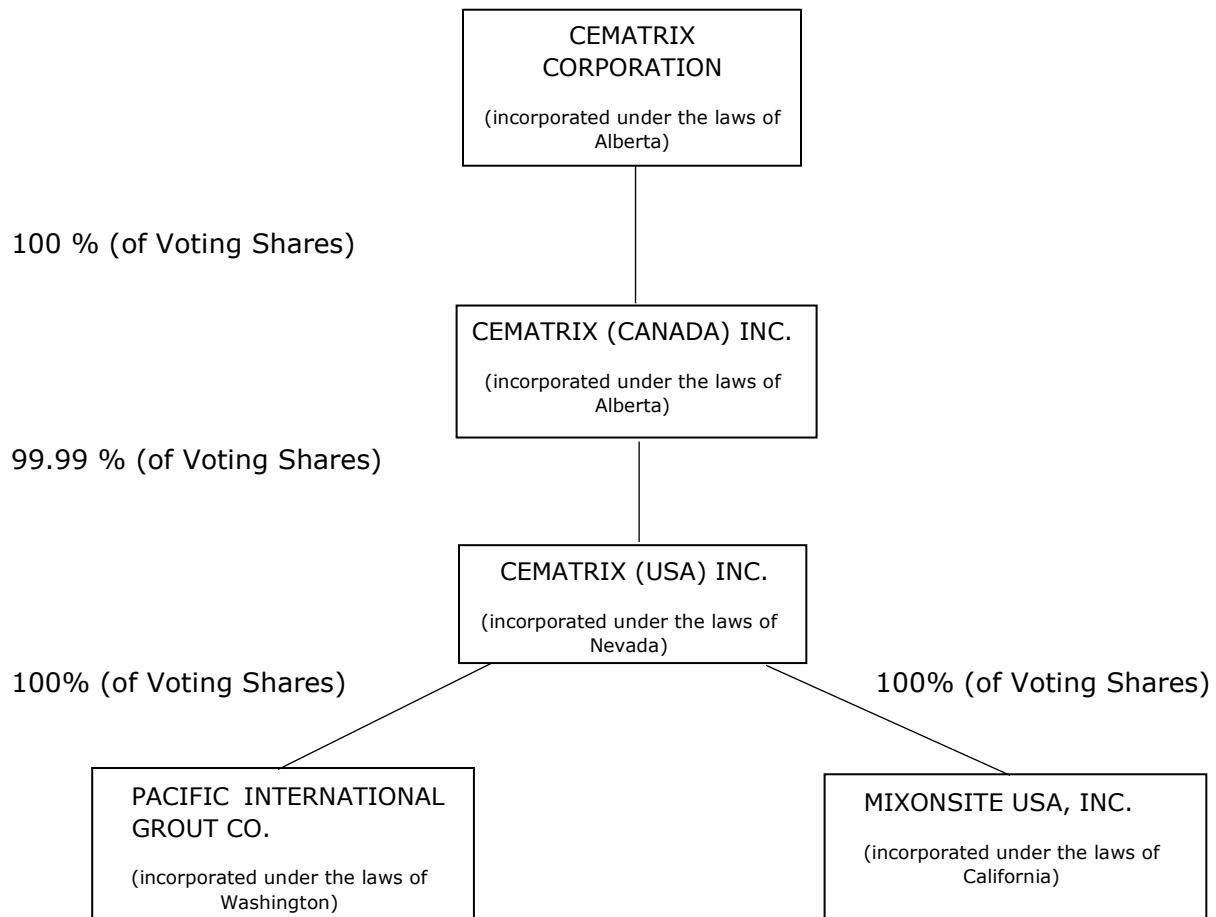 CEMATRIX
CORPORATION
(incorporated under the laws of
Alberta)
100 % (of Voting Shares)
CEMATRIX (CANADA) INC.
(incorporated under the laws of
Alberta)
99.99 % (of Voting Shares)
CEMATRIX (USA) INC.
(incorporated under the laws of
Nevada)
100% (of Voting Shares)
100% (of Voting Shares)
PACIFIC INTERNATIONAL
GROUT CO.
(incorporated under the laws of
Washington)
MIXONSITE USA, INC.
(incorporated under the laws of
California)